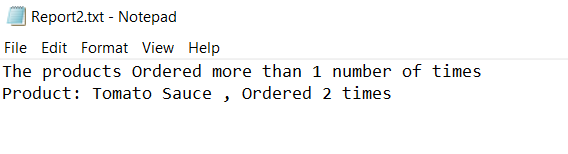 Report2.txt - Notepad
File Edit Format View Help
The products Ordered more than 1 number of times
Product: Tomato Sauce , Ordered 2 times